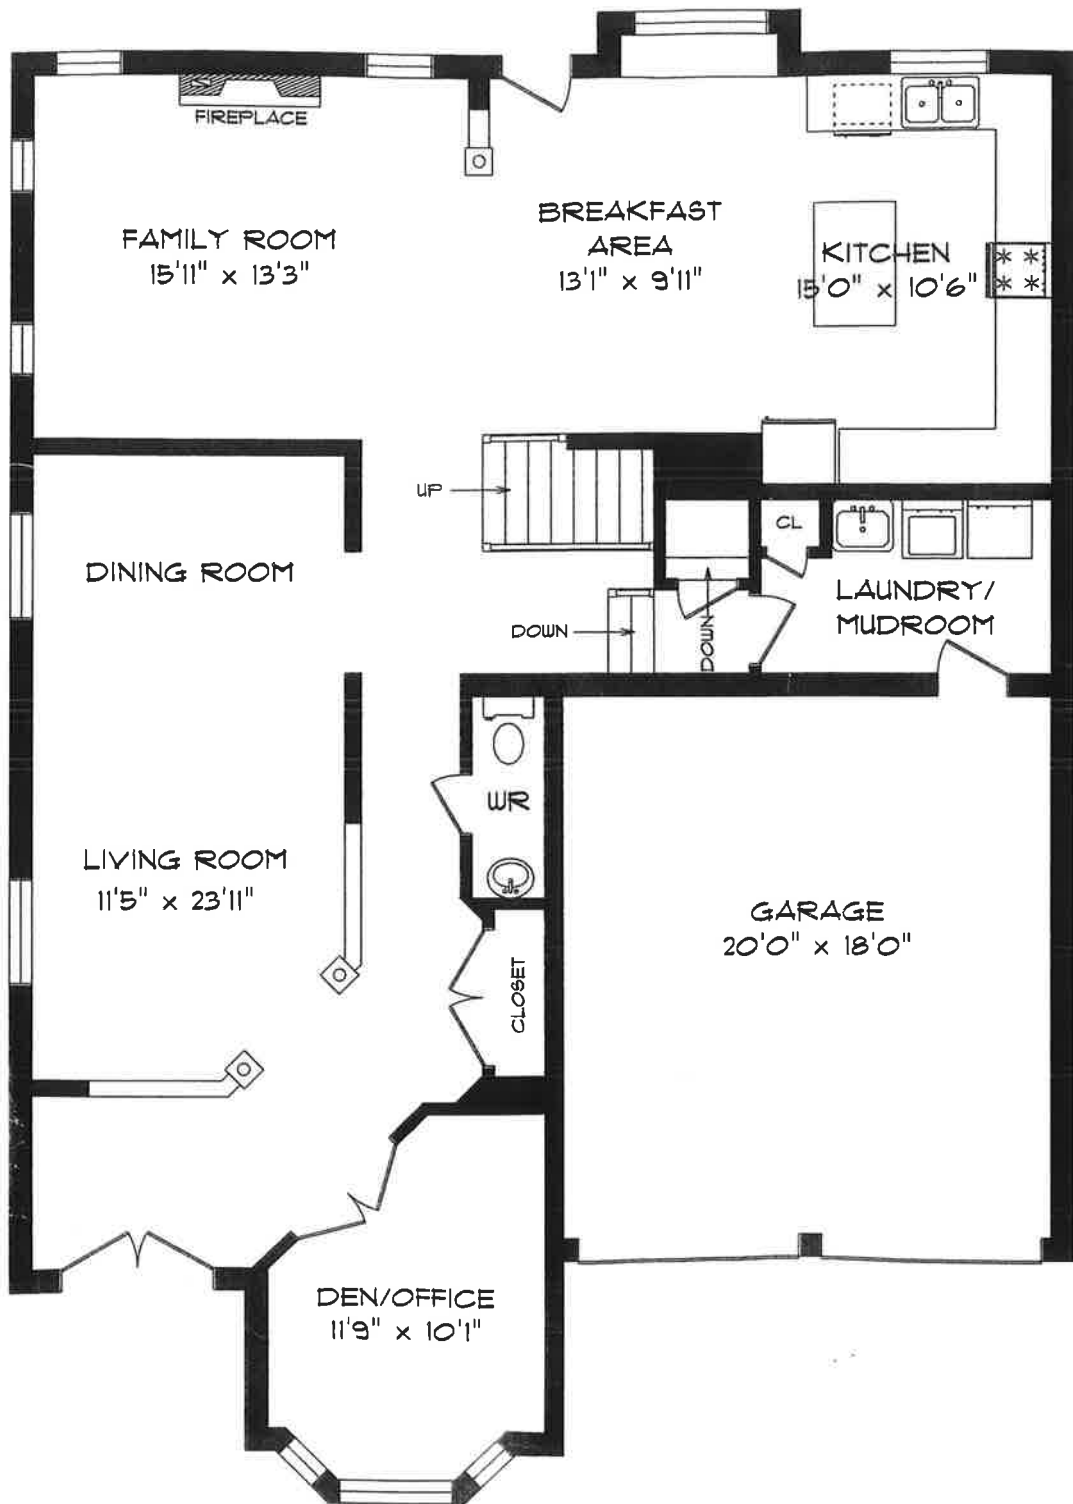 FIREPLACE
FAMILY ROOM
15'11" x 13'3"
BREAKFAST
AREA
13'1" x 9'11"
KITCHEN
15'0" x 10'6"
UP
CL
DINING ROOM
DOWN
DOWN
LAUNDRY/
MUDROOM
WR
LIVING ROOM
11'5" x 23'11"
CLOSET
GARAGE
20'0" x 18'0"
DEN/OFFICE
11'9" x 10'1"